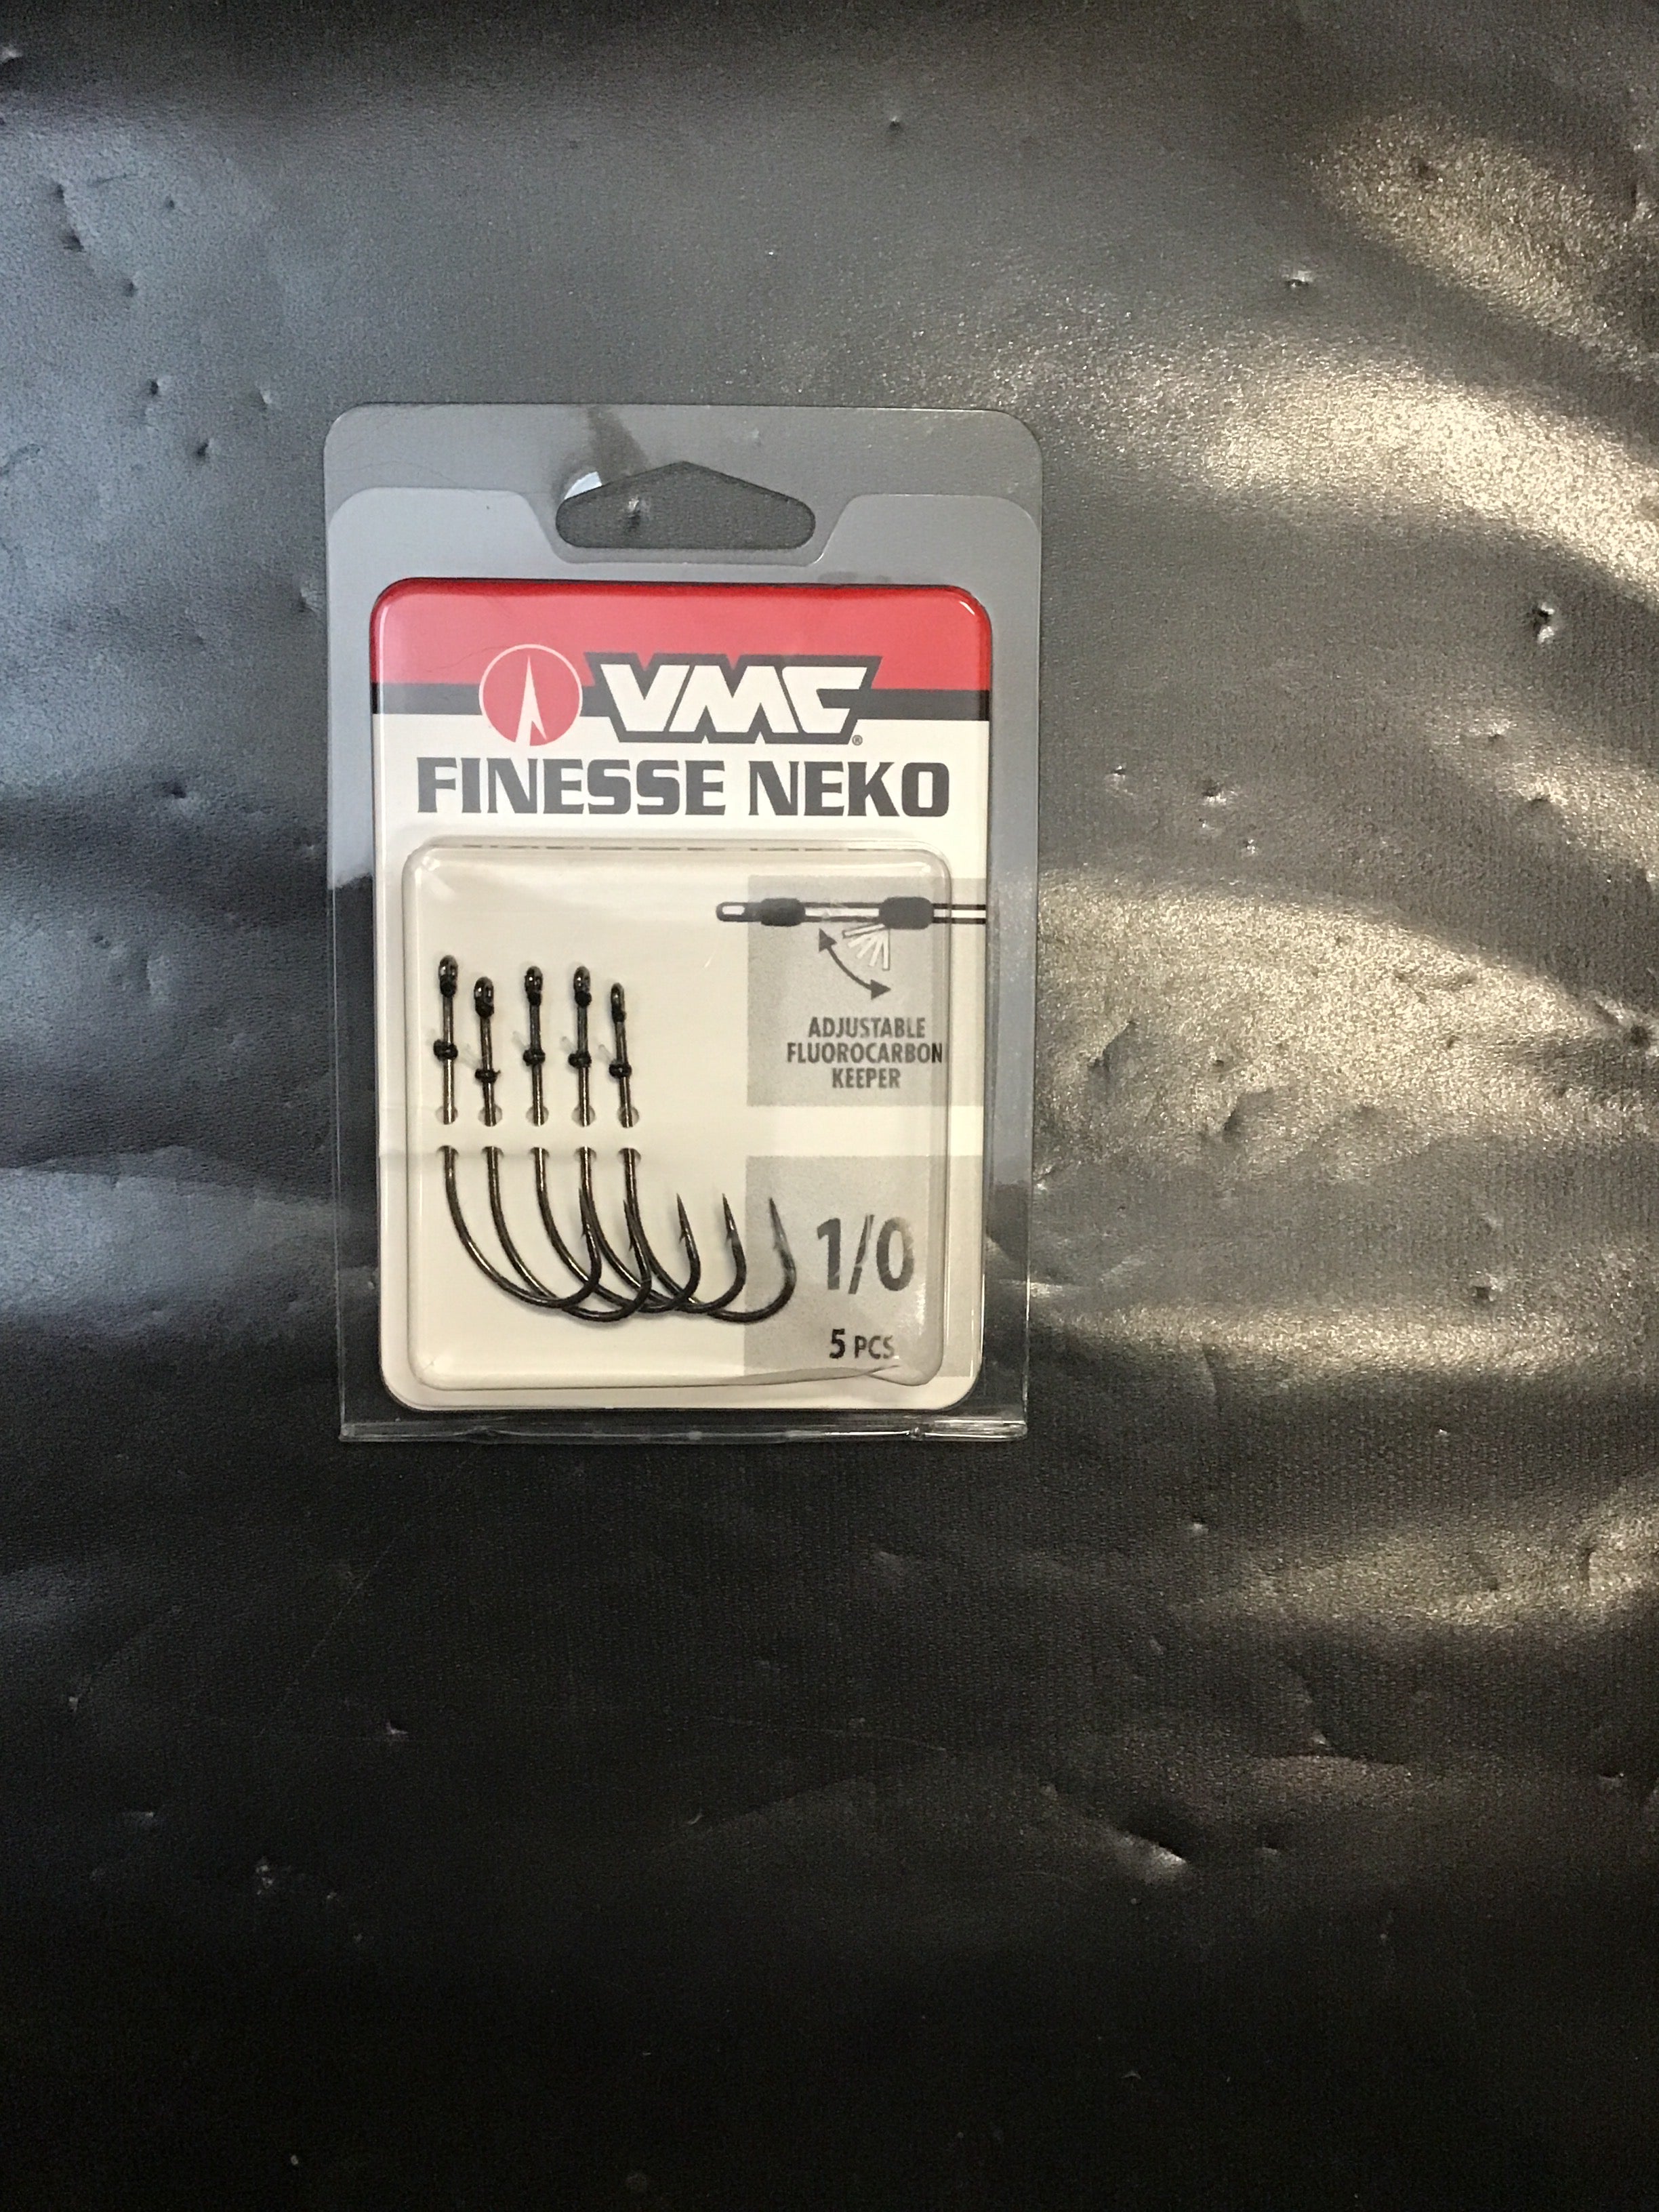 VMC®
FINESSE NEKO
ADJUSTABLE
FLUOROCARBON
KEEPER
1/0
5 PCS.